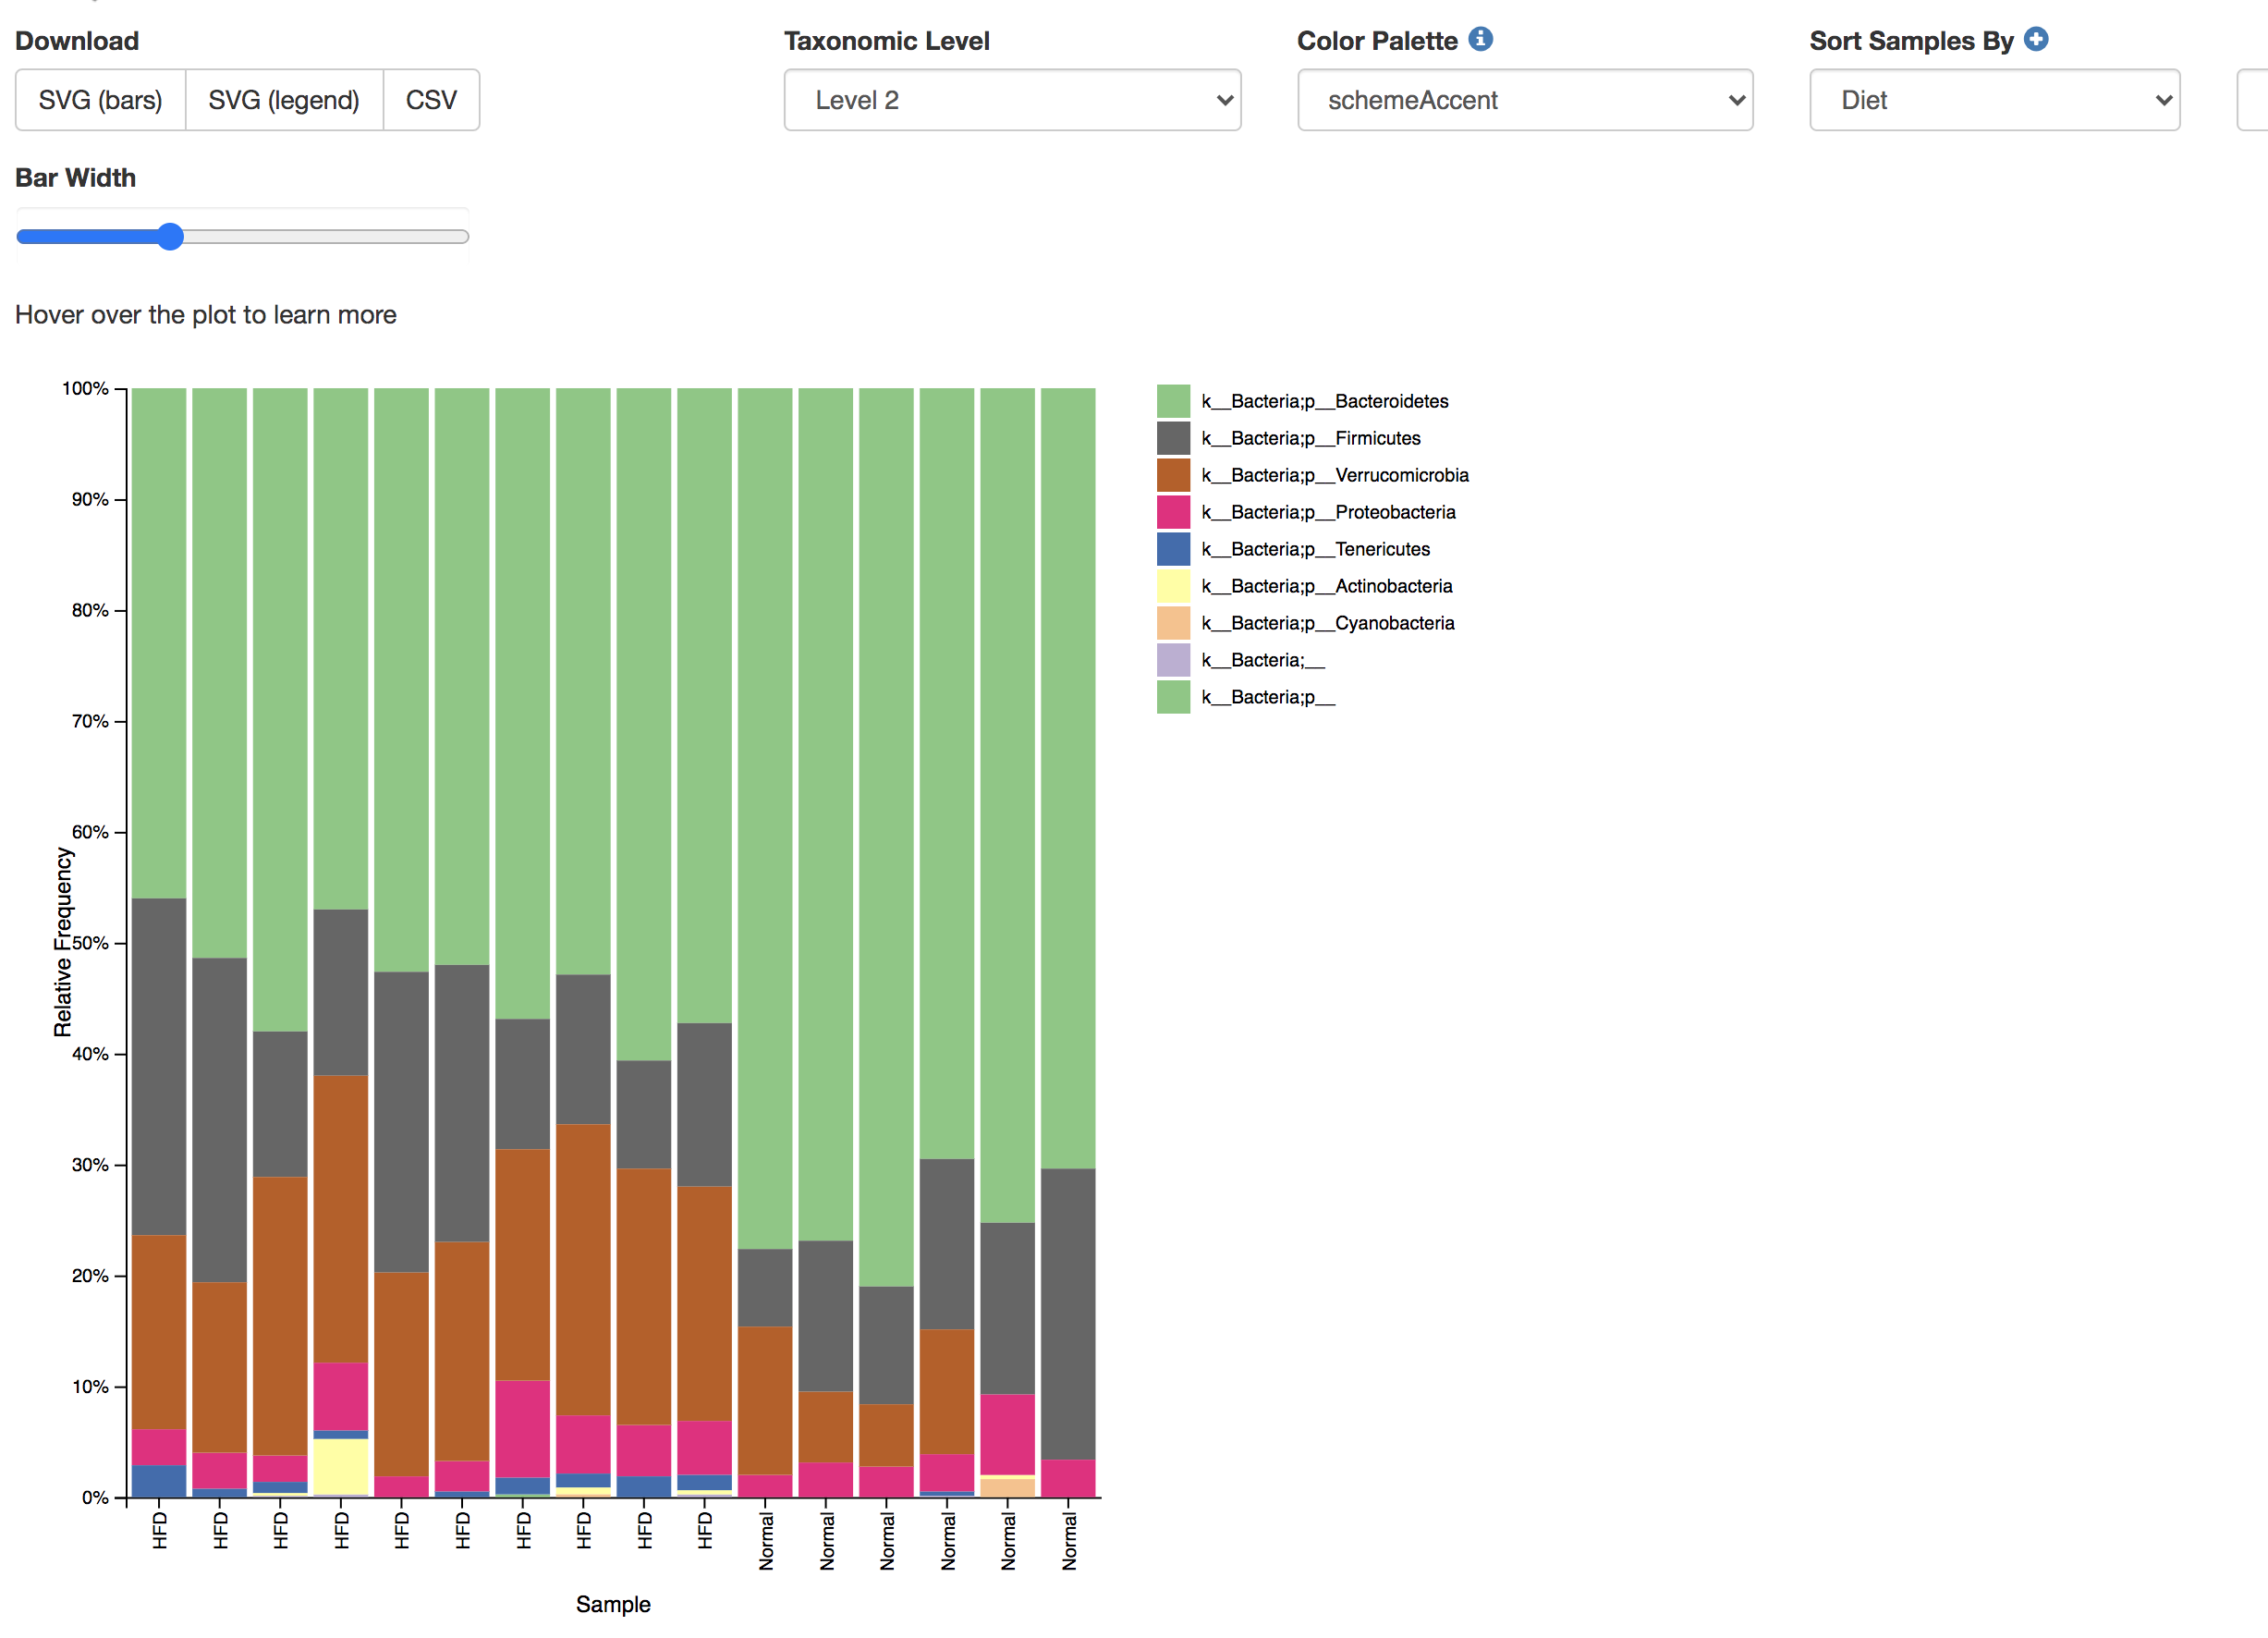 Download
SVG (bars) SVG (legend) CSV
Taxonomic Level
Level 2
Color Palette
schemeAccent
Sort Samples By
Diet
Bar Width
Hover over the plot to learn more
100%
90%
80%
70%
60%
50%
40%
30%
20%
10%
0%
Relative Frequency
HFD
HFD
HFD
HFD
HFD
HFD
HFD
HFD
HFD
HFD
Normal
Normal
Normal
Normal
Normal
Normal
Sample
k__Bacteria;p__Bacteroidetes
k__Bacteria;p__Firmicutes
k__Bacteria;p__Verrucomicrobia
k__Bacteria;p__Proteobacteria
k__Bacteria;p__Tenericutes
k__Bacteria;p__Actinobacteria
k__Bacteria;p__Cyanobacteria
k__Bacteria;__
k__Bacteria;p__